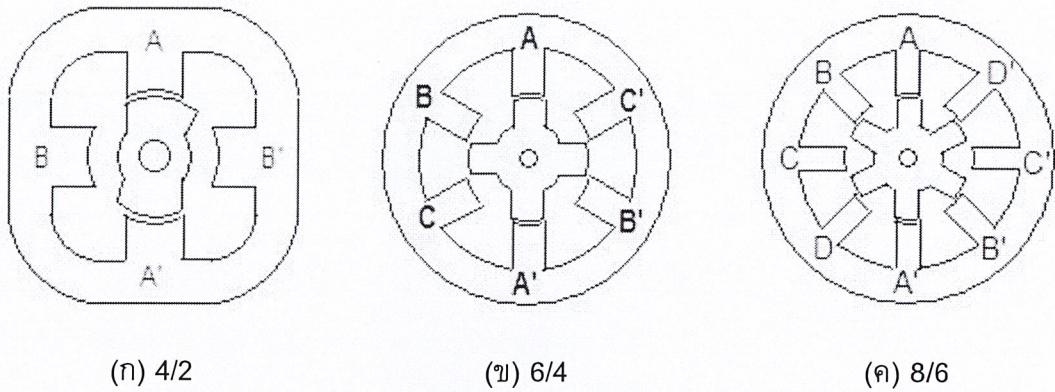 A
B
B'
A'
(ก) 4/2
A
B
C'
C
B'
A'
(ข) 6/4
A
B
D'
C
C'
D
B'
A'
(ค) 8/6